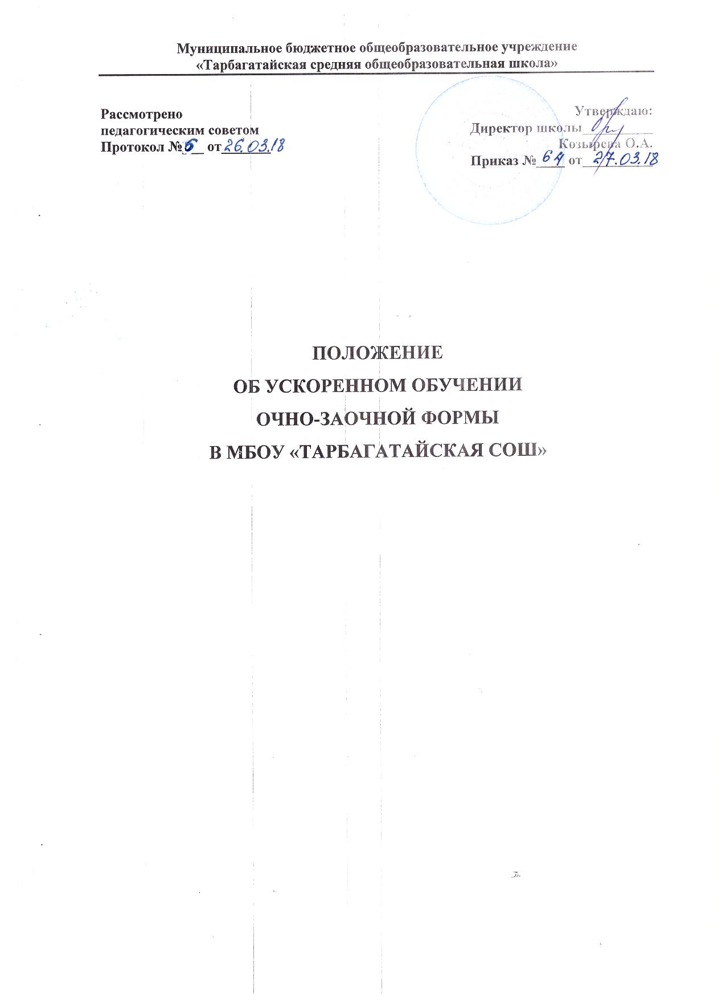 Муниципальное бюджетное общеобразовательное учреждение
«Тарбагатайская средняя общеобразовательная школа»
Рассмотрено
педагогическим советом
Протокол № от 26.03.18
Утверждаю:
Директор школы
Козырева О.А.
Приказ № 64 от 27.03.18
ПОЛОЖЕНИЕ
ОБ УСКОРЕННОМ ОБУЧЕНИИ
ОЧНО-ЗАОЧНОЙ ФОРМЫ
В МБОУ «ТАРБАГАТАЙСКАЯ СОШ»